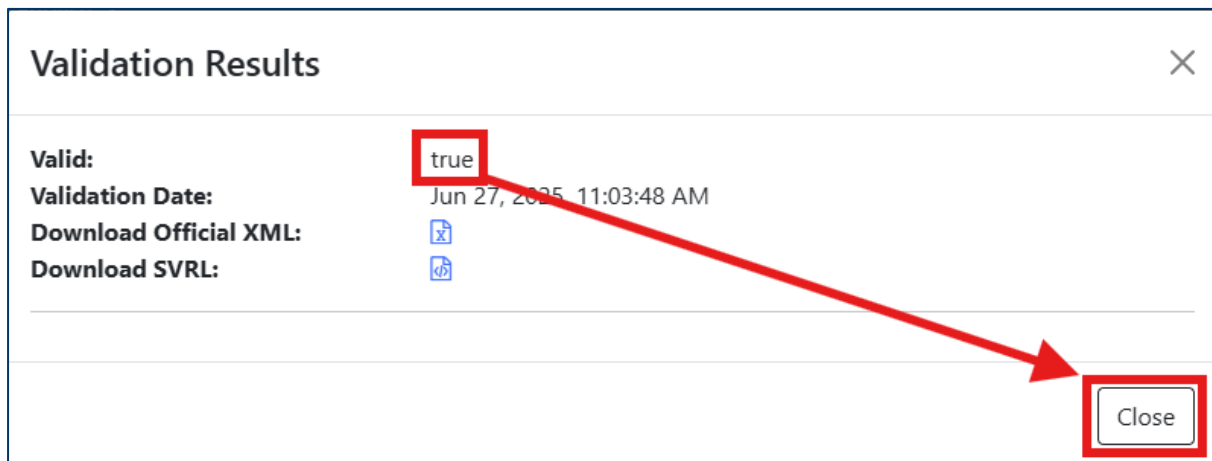 Validation Results
Valid: true
Validation Date: Jun 27, 2025, 11:03:48 AM
Download Official XML:
Download SVRL:
Close